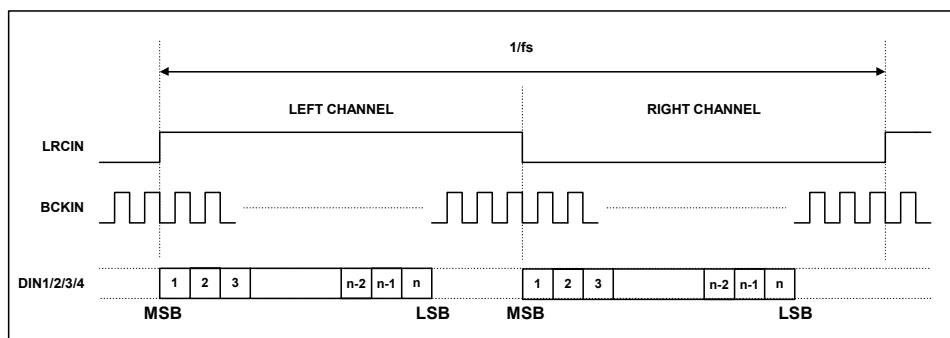 1/fs
LEFT CHANNEL RIGHT CHANNEL
LRCIN
BCKIN
DIN1/2/3/4 1 2 3 n-2 n-1 n 1 2 3 n-2 n-1 n
MSB LSB MSB LSB